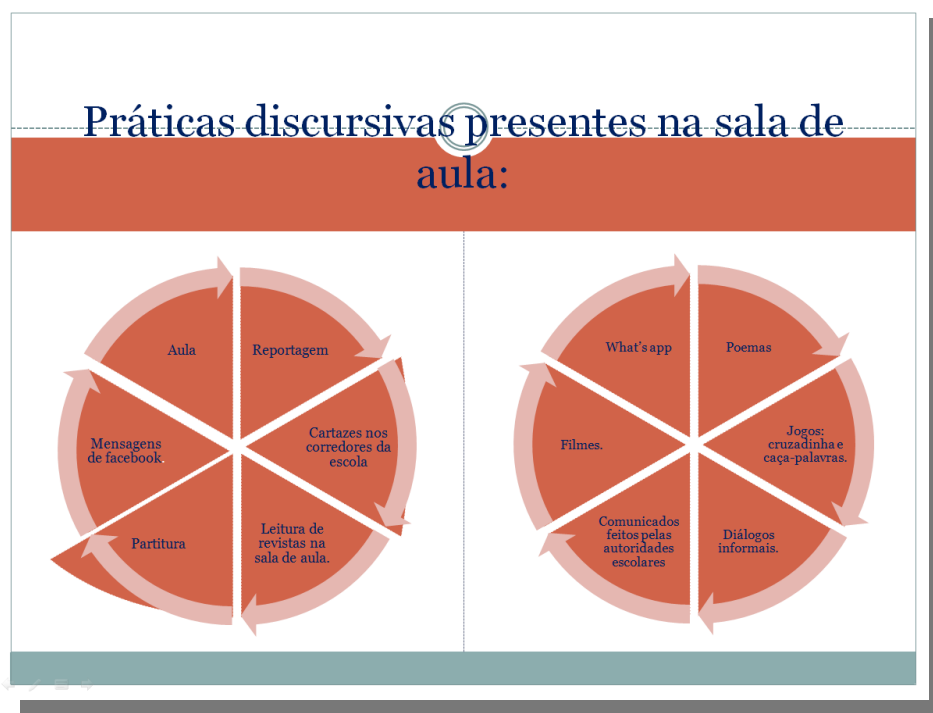 Práticas discursivas presentes na sala de
aula:
Aula
Reportagem
Cartazes nos
corredores da
escola
Leitura de
revistas na
sala de aula.
Partitura
Mensagens
de facebook.
What's app
Poemas
Jogos:
cruzadinha e
caça-palavras.
Diálogos
informais.
Comunicados
feitos pelas
autoridades
escolares
Filmes.